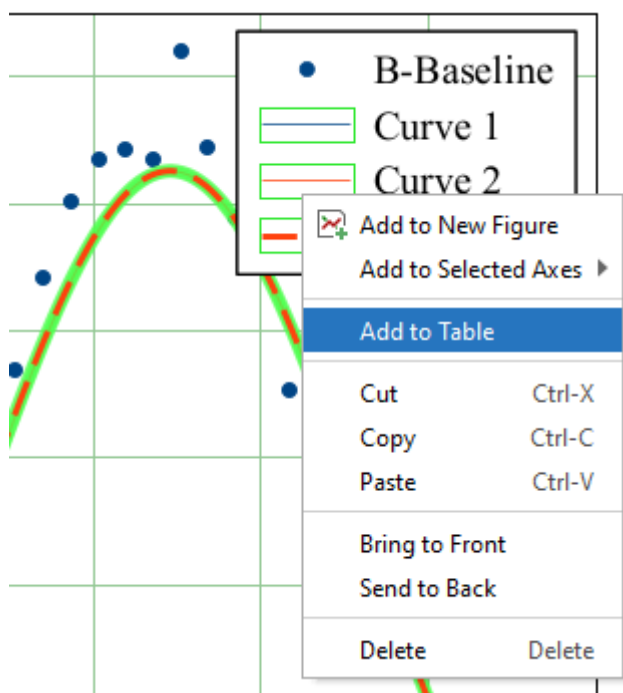 B-Baseline
Curve 1
Curve 2
Add to New Figure
Add to Selected Axes
Add to Table
Cut Ctrl-X
Copy Ctrl-C
Paste Ctrl-V
Bring to Front
Send to Back
Delete Delete